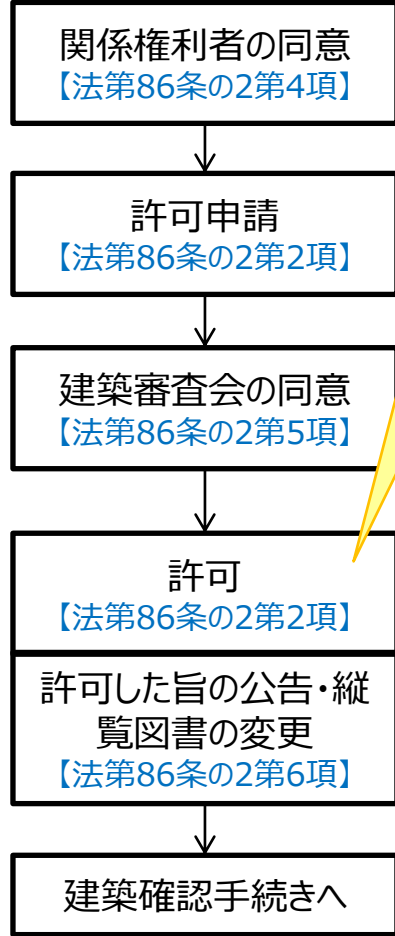 関係権利者の同意
【法第86条の2第4項】
許可申請
【法第86条の2第2項】
建築審査会の同意
【法第86条の2第5項】
許可
【法第86条の2第2項】
許可した旨の公告・縦
覧図書の変更
【法第86条の2第6項】
建築確認手続きへ